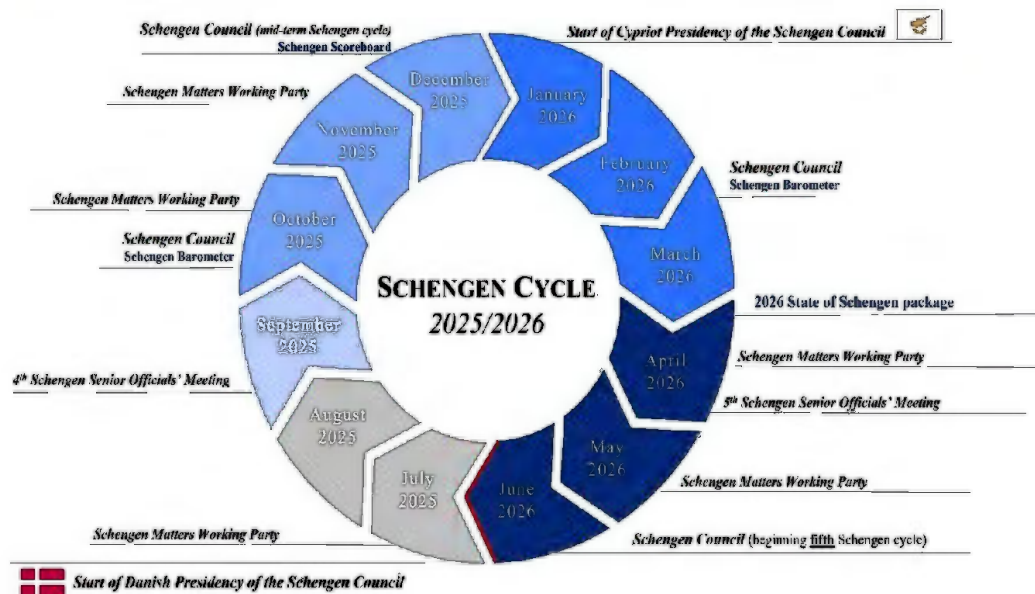 Schengen Council (mid-term Schengen cycle)
Schengen Scoreboard
Start of Cypriot Presidency of the Schengen Council
Schengen Matters Working Party
December
2025
January
2026
November
2025
February
2026
Schengen Council
Schengen Barometer
Schengen Matters Working Party
October
2025
Schengen Council
Schengen Barometer
March
2026
SCHENGEN CYCLE
2025/2026
2026 State of Schengen package
September
2025
April
2026
Schengen Matters Working Party
4th Schengen Senior Officials' Meeting
5th Schengen Senior Officials' Meeting
August
2025
May
2026
July
2025
June
2026
Schengen Matters Working Party
Schengen Matters Working Party
Schengen Council (beginning fifth Schengen cycle)
Start of Danish Presidency of the Schengen Council